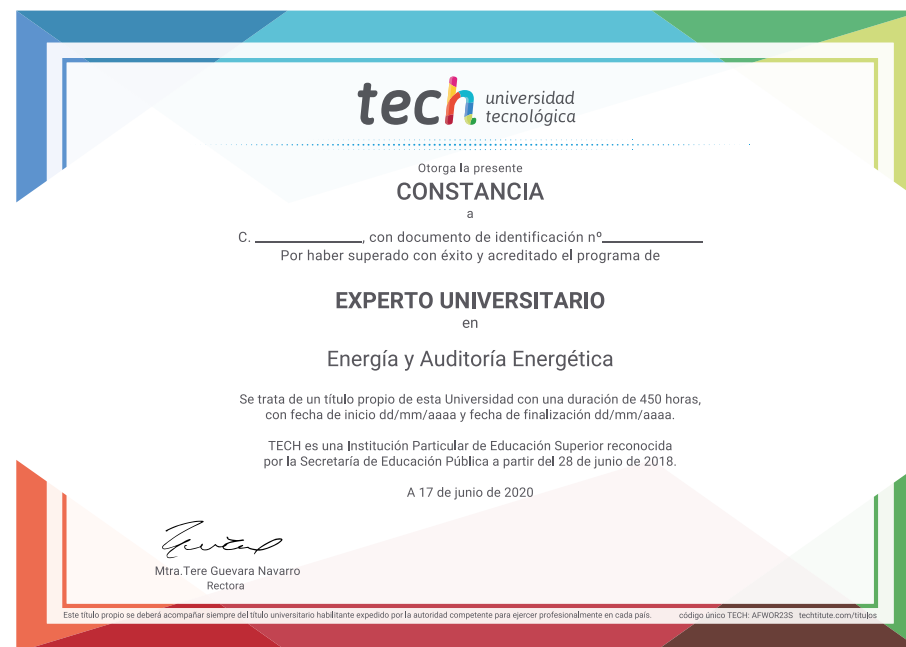 tech universidad
tecnológica
Otorga la presente
CONSTANCIA
a
C. ____________, con documento de identificación nº____________
Por haber superado con éxito y acreditado el programa de
EXPERTO UNIVERSITARIO
en
Energía y Auditoría Energética
Se trata de un título propio de esta Universidad con una duración de 450 horas,
con fecha de inicio dd/mm/aaaa y fecha de finalización dd/mm/aaaa.
TECH es una Institución Particular de Educación Superior reconocida
por la Secretaría de Educación Pública a partir del 28 de junio de 2018.
A 17 de junio de 2020
Mtra.Tere Guevara Navarro
Rectora
Este título propio se deberá acompañar siempre del título universitario habilitante expedido por la autoridad competente para ejercer profesionalmente en cada país. código único TECH: AFWOR23S techtitute.com/titulos